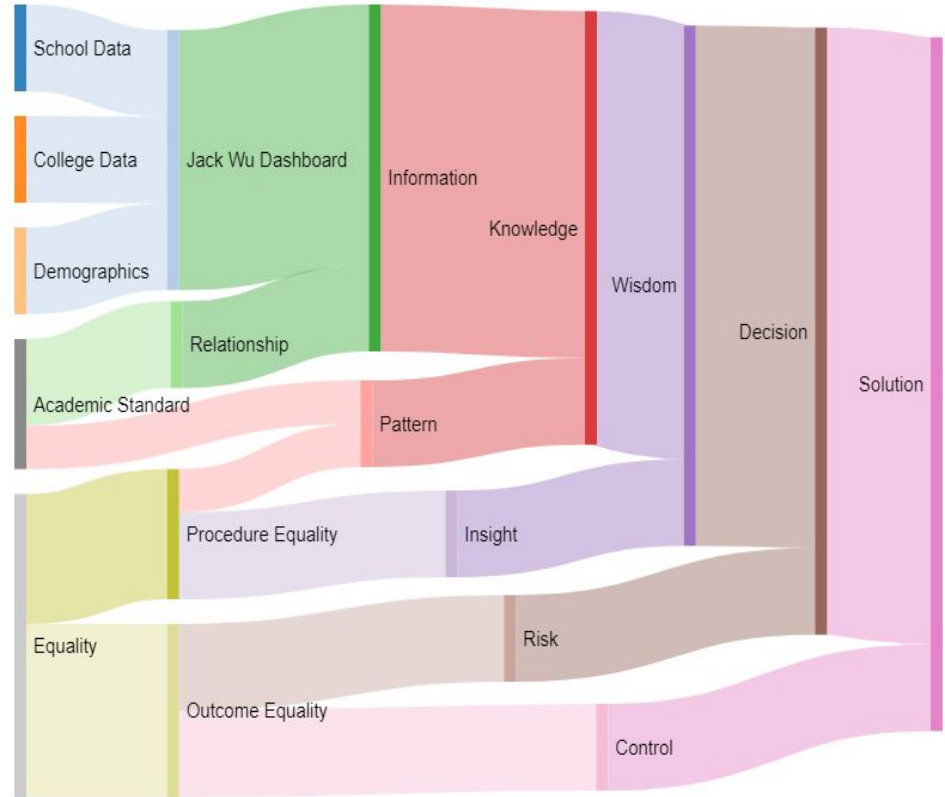 School Data
College Data
Demographics
Academic Standard
Equality
Jack Wu Dashboard
Relationship
Procedure Equality
Outcome Equality
Information
Pattern
Insight
Risk
Knowledge
Control
Wisdom
Decision
Solution